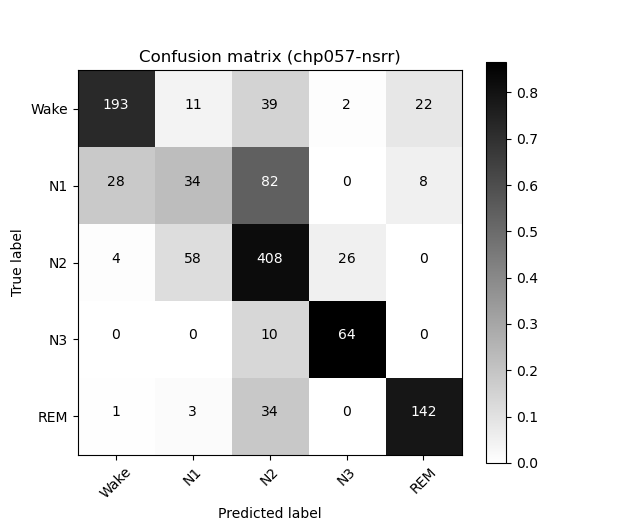 Confusion matrix (chp057-nsrr)
True label
Wake 193 11 39 2 22
N1 28 34 82 0 8
N2 4 58 408 26 0
N3 0 0 10 64 0
REM 1 3 34 0 142
Wake N1 N2 N3 REM
Predicted label
0.8
0.7
0.6
0.5
0.4
0.3
0.2
0.1
0.0